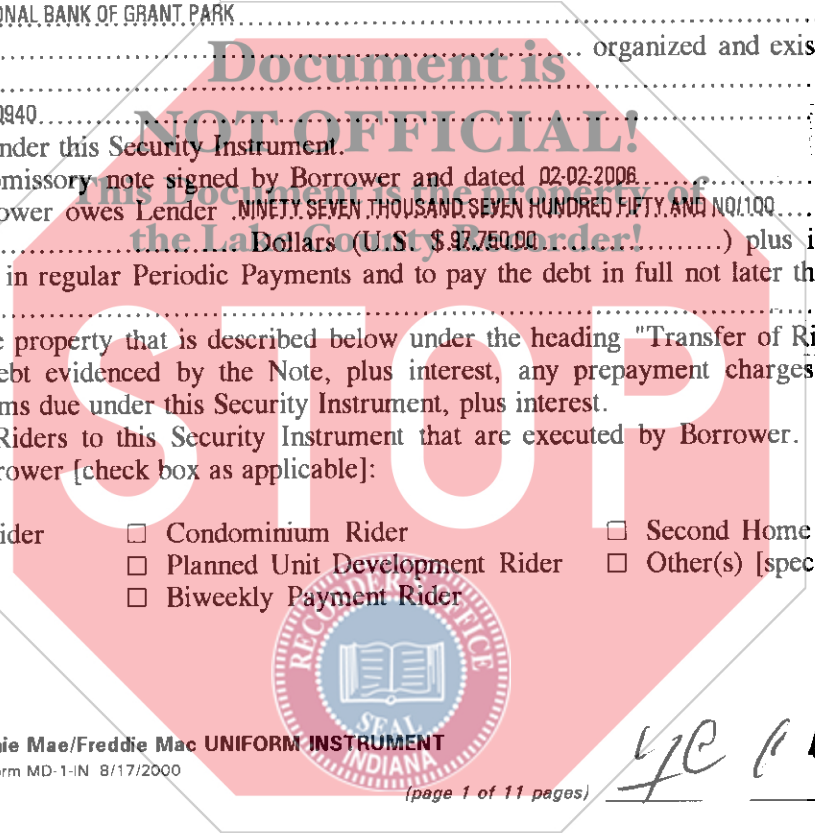 ONAL BANK OF GRANT PARK
organized and exis
0940
nder this Security Instrument.
missory note signed by Borrower and dated 02-02-2006
ower owes Lender NINETY SEVEN THOUSAND SEVEN HUNDRED FIFTY AND NO/100
Dollars (U.S. $ 97,750.00 ) plus i
in regular Periodic Payments and to pay the debt in full not later th
e property that is described below under the heading "Transfer of Ri
ebt evidenced by the Note, plus interest, any prepayment charges
ms due under this Security Instrument, plus interest.
Riders to this Security Instrument that are executed by Borrower.
rower [check box as applicable]:
ider ☐ Condominium Rider ☐ Second Home
☐ Planned Unit Development Rider ☐ Other(s) [spec
☐ Biweekly Payment Rider
nie Mae/Freddie Mac UNIFORM INSTRUMENT
rm MD-1-IN 8/17/2000
(page 1 of 11 pages)
Document is
NOT OFFICIAL!
This Document is the property of
the Lake County Recorder!
STOP
RECORDER'S OFFICE
SEAL
INDIANA